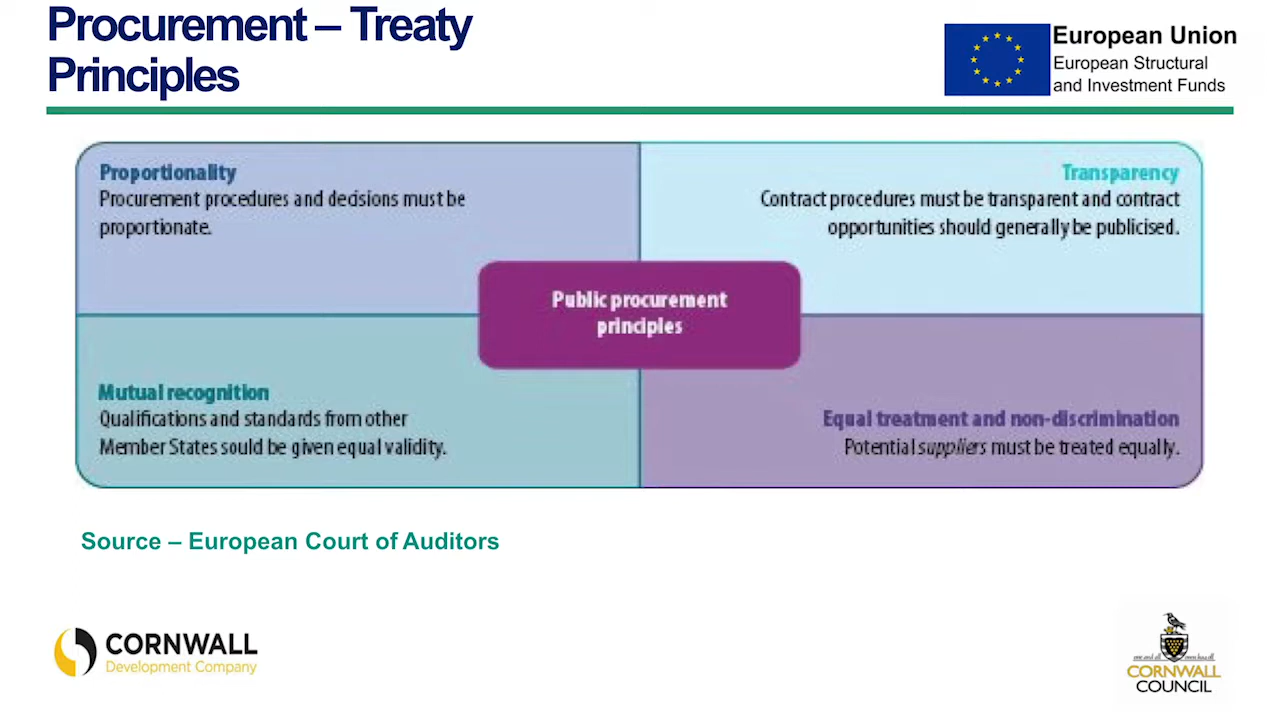 Procurement – Treaty
Principles
European Union
European Structural
and Investment Funds
Proportionality
Procurement procedures and decisions must be
proportionate.
Transparency
Contract procedures must be transparent and contract
opportunities should generally be publicised.
Public procurement
principles
Mutual recognition
Qualifications and standards from other
Member States sould be given equal validity.
Equal treatment and non-discrimination
Potential suppliers must be treated equally.
Source – European Court of Auditors
CORNWALL
Development Company
CORNWALL
COUNCIL